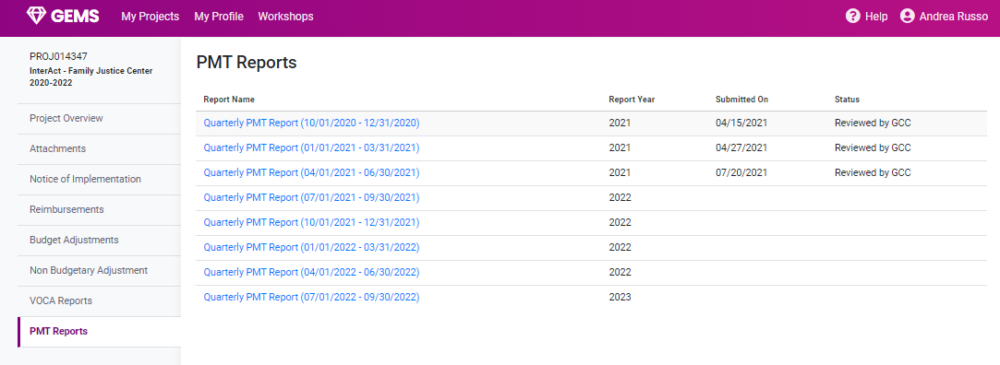 GEMS My Projects My Profile Workshops ? Help Andrea Russo
PROJ014347
InterAct - Family Justice Center
2020-2022
Project Overview
Attachments
Notice of Implementation
Reimbursements
Budget Adjustments
Non Budgetary Adjustment
VOCA Reports
PMT Reports
PMT Reports
Report Name Report Year Submitted On Status
Quarterly PMT Report (10/01/2020 - 12/31/2020) 2021 04/15/2021 Reviewed by GCC
Quarterly PMT Report (01/01/2021 - 03/31/2021) 2021 04/27/2021 Reviewed by GCC
Quarterly PMT Report (04/01/2021 - 06/30/2021) 2021 07/20/2021 Reviewed by GCC
Quarterly PMT Report (07/01/2021 - 09/30/2021) 2022
Quarterly PMT Report (10/01/2021 - 12/31/2021) 2022
Quarterly PMT Report (01/01/2022 - 03/31/2022) 2022
Quarterly PMT Report (04/01/2022 - 06/30/2022) 2022
Quarterly PMT Report (07/01/2022 - 09/30/2022) 2023